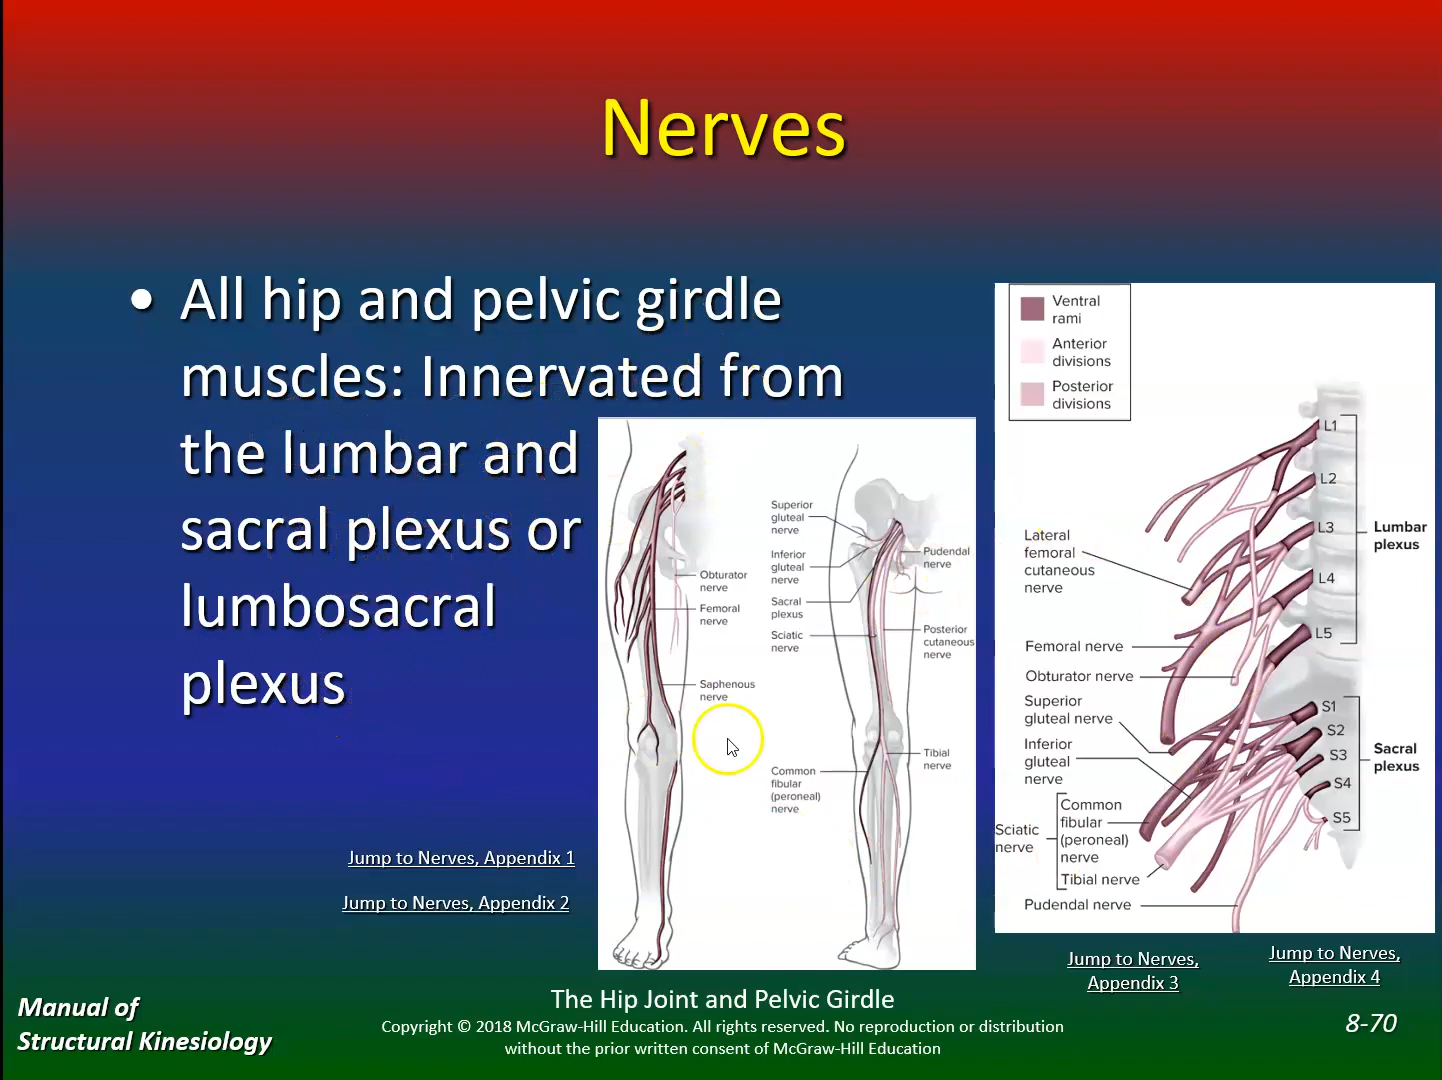 Nerves
• All hip and pelvic girdle
muscles: Innervated from
the lumbar and
sacral plexus or
lumbosacral
plexus
Obturator
nerve
Femoral
nerve
Saphenous
nerve
Superior
gluteal
nerve
Inferior
gluteal
nerve
Sacral
plexus
Sciatic
nerve
Common
fibular
(peroneal)
nerve
Pudendal
nerve
Posterior
cutaneous
nerve
Tibial
nerve
Ventral
rami
Anterior
divisions
Posterior
divisions
L1
L2
L3
L4
L5
Lumbar
plexus
Lateral
femoral
cutaneous
nerve
Femoral nerve
Obturator nerve
Superior
gluteal nerve
Inferior
gluteal
nerve
Sciatic
nerve
Common
fibular
(peroneal)
nerve
Tibial nerve
Pudendal nerve
S1
S2
S3
S4
S5
Sacral
plexus
Jump to Nerves, Appendix 1
Jump to Nerves, Appendix 2
Jump to Nerves,
Appendix 3
Jump to Nerves,
Appendix 4
Manual of
Structural Kinesiology
The Hip Joint and Pelvic Girdle
Copyright © 2018 McGraw-Hill Education. All rights reserved. No reproduction or distribution
without the prior written consent of McGraw-Hill Education
8-70